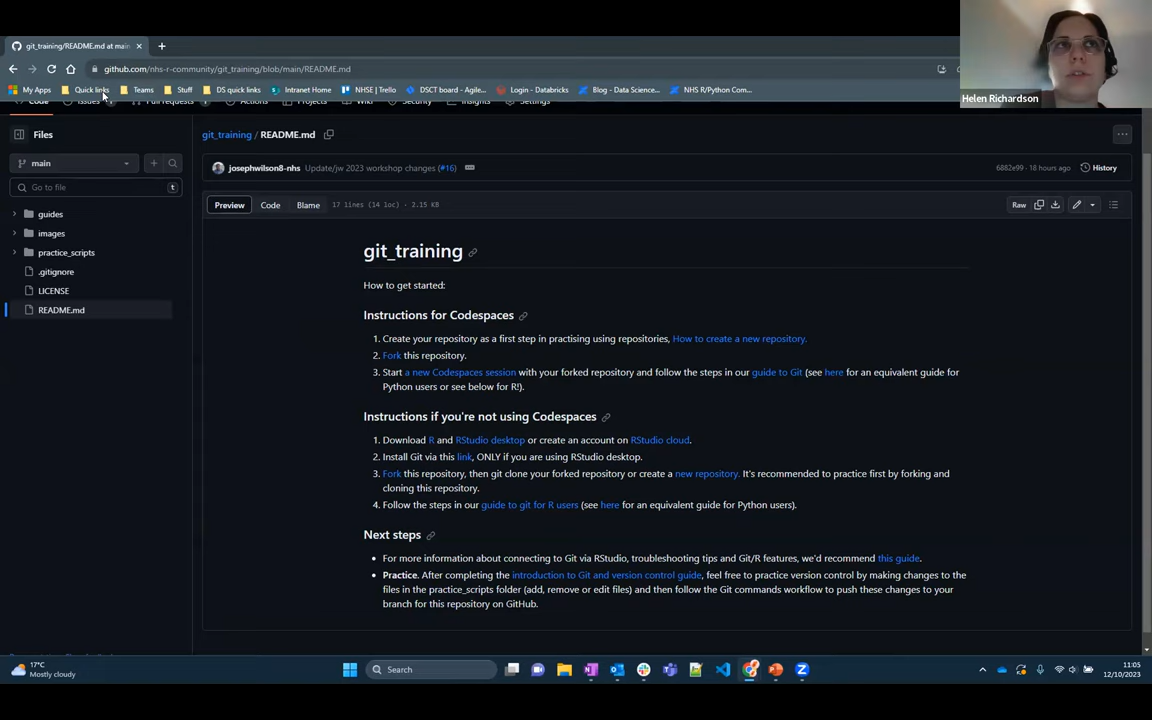 git_training/README.md at main
github.com/nhs-r-community/git_training/blob/main/README.md
My Apps Quick links Teams Stuff DS quick links Intranet Home NHSE | Trello DSCT board - Agile... Login - Databricks Blog - Data Science... NHS R/Python Com...
Helen Richardson
Code Issues Pull requests Actions Projects Wiki Security Insights Settings
Files
git_training / README.md
main
josephwilson8-nhs Update/jw 2023 workshop changes (#16) 6882e99 · 18 hours ago History
Go to file t
Preview Code Blame 17 lines (14 loc) · 2.15 KB Raw
guides
images
practice_scripts
.gitignore
LICENSE
README.md
git_training
How to get started:
Instructions for Codespaces
1. Create your repository as a first step in practising using repositories, How to create a new repository.
2. Fork this repository.
3. Start a new Codespaces session with your forked repository and follow the steps in our guide to Git (see here for an equivalent guide for
Python users or see below for R!).
Instructions if you're not using Codespaces
1. Download R and RStudio desktop or create an account on RStudio cloud.
2. Install Git via this link, ONLY if you are using RStudio desktop.
3. Fork this repository, then git clone your forked repository or create a new repository. It's recommended to practice first by forking and
cloning this repository.
4. Follow the steps in our guide to git for R users (see here for an equivalent guide for Python users).
Next steps
• For more information about connecting to Git via RStudio, troubleshooting tips and Git/R features, we'd recommend this guide.
• Practice. After completing the introduction to Git and version control guide, feel free to practice version control by making changes to the
files in the practice_scripts folder (add, remove or edit files) and then follow the Git commands workflow to push these changes to your
branch for this repository on GitHub.
17°C
Mostly cloudy
Search
11:05
12/10/2023